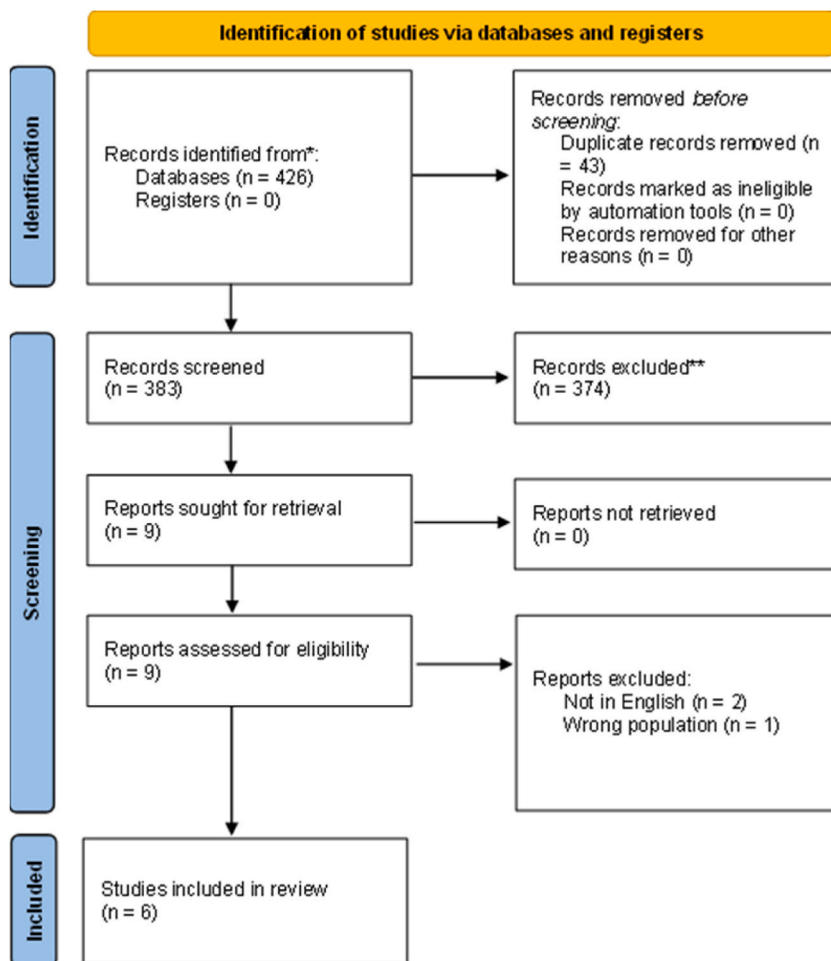 Identification of studies via databases and registers
Identification
Records identified from*:
Databases (n = 426)
Registers (n = 0)
Records removed before
screening:
Duplicate records removed (n
= 43)
Records marked as ineligible
by automation tools (n = 0)
Records removed for other
reasons (n = 0)
Screening
Records screened
(n = 383)
Records excluded**
(n = 374)
Reports sought for retrieval
(n = 9)
Reports not retrieved
(n = 0)
Reports assessed for eligibility
(n = 9)
Reports excluded:
Not in English (n = 2)
Wrong population (n = 1)
Included
Studies included in review
(n = 6)